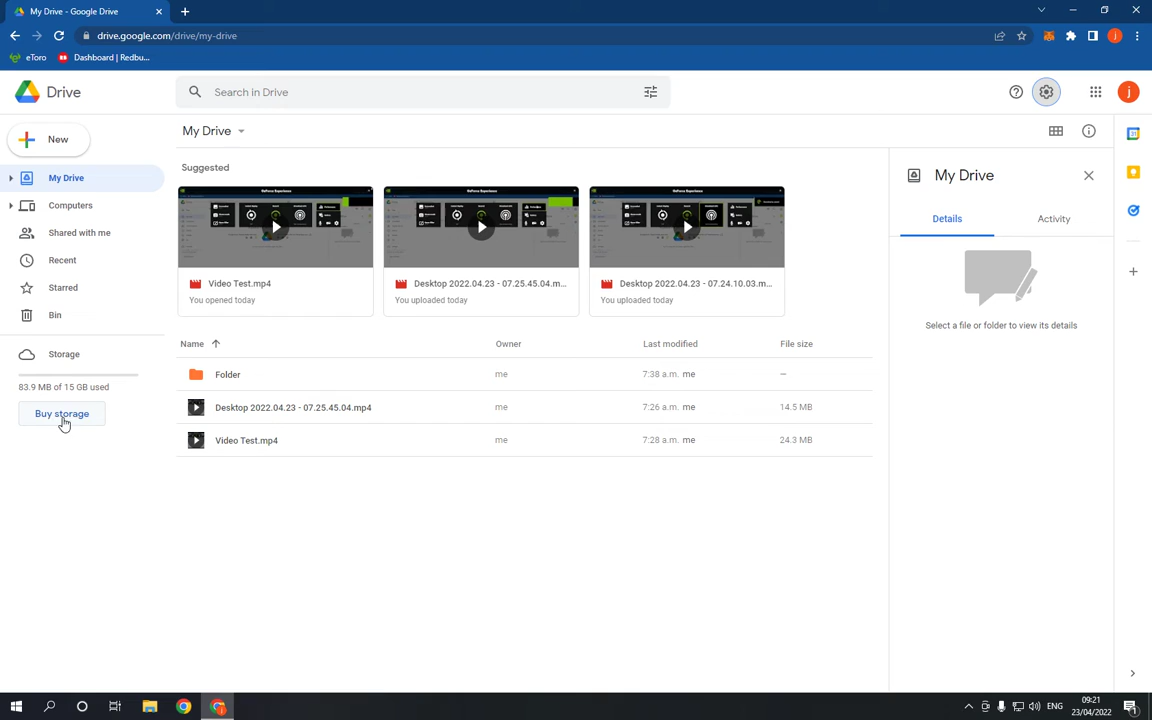 My Drive - Google Drive
drive.google.com/drive/my-drive
eToro
Dashboard | Redbu...
Drive
Search in Drive
j
j
New
My Drive
My Drive
Computers
Shared with me
Recent
Starred
Bin
Storage
83.9 MB of 15 GB used
Buy storage
Suggested
Video Test.mp4
You opened today
Desktop 2022.04.23 - 07.25.45.04.m...
You uploaded today
Desktop 2022.04.23 - 07.24.10.03.m...
You uploaded today
Name Owner Last modified File size
Folder me 7:38 a.m. me —
Desktop 2022.04.23 - 07.25.45.04.mp4 me 7:26 a.m. me 14.5 MB
Video Test.mp4 me 7:28 a.m. me 24.3 MB
My Drive
Details Activity
Select a file or folder to view its details
ENG
09:21
23/04/2022